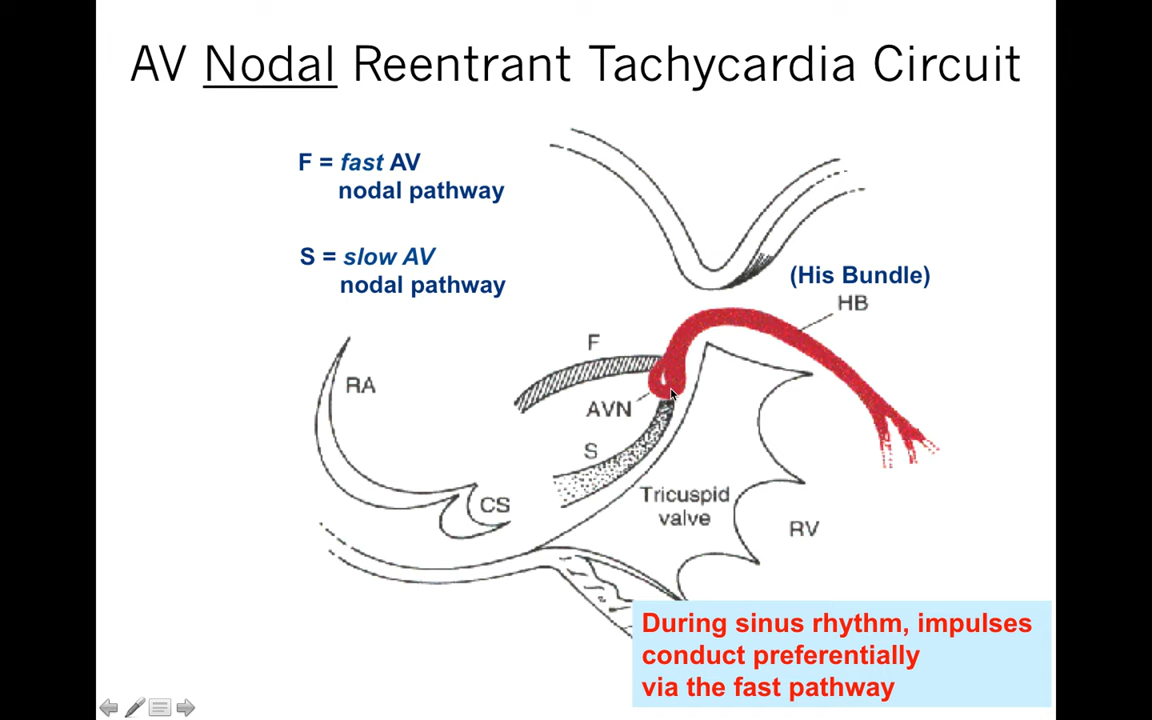 AV Nodal Reentrant Tachycardia Circuit
F = fast AV
nodal pathway
S = slow AV
nodal pathway
(His Bundle)
HB
F
RA
AVN
S
CS
Tricuspid
valve
RV
During sinus rhythm, impulses
conduct preferentially
via the fast pathway